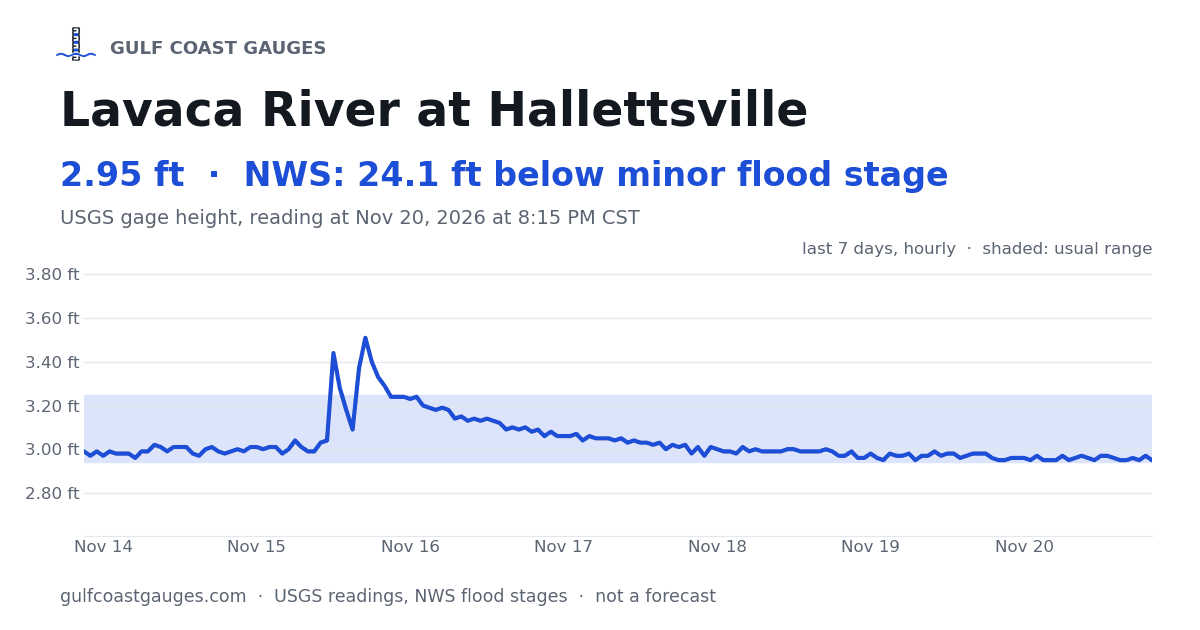 GULF COAST GAUGES
Lavaca River at Hallettsville
2.95 ft · NWS: 24.1 ft below minor flood stage
USGS gage height, reading at Nov 20, 2026 at 8:15 PM CST
last 7 days, hourly · shaded: usual range
3.80 ft
3.60 ft
3.40 ft
3.20 ft
3.00 ft
2.80 ft
Nov 14 Nov 15 Nov 16 Nov 17 Nov 18 Nov 19 Nov 20
gulfcoastgauges.com · USGS readings, NWS flood stages · not a forecast